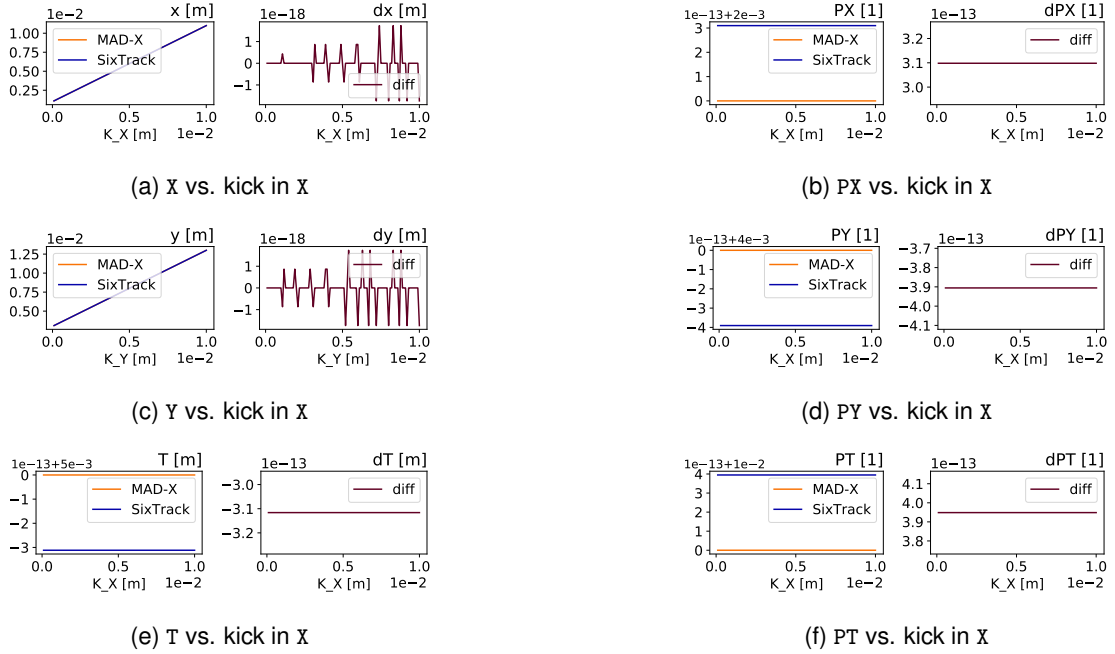 1e−2 x [m] 1e−18 dx [m]
1.00
0.75
0.50
0.25
MAD-X
SixTrack
1
0
−1
diff
0.0 0.5 1.0 0.0 0.5 1.0
K_X [m] 1e−2 K_X [m] 1e−2
(a) X vs. kick in X
1e−13+2e−3 PX [1] 1e−13 dPX [1]
3
2
1
0
MAD-X
SixTrack
3.2
3.1
3.0
diff
0.0 0.5 1.0 0.0 0.5 1.0
K_X [m] 1e−2 K_X [m] 1e−2
(b) PX vs. kick in X
1e−2 y [m] 1e−18 dy [m]
1.25
1.00
0.75
0.50
MAD-X
SixTrack
1
0
−1
diff
0.0 0.5 1.0 0.0 0.5 1.0
K_Y [m] 1e−2 K_Y [m] 1e−2
(c) Y vs. kick in X
1e−13+4e−3 PY [1] 1e−13 dPY [1]
0
−1
−2
−3
−4
MAD-X
SixTrack
−3.7
−3.8
−3.9
−4.0
−4.1
diff
0.0 0.5 1.0 0.0 0.5 1.0
K_X [m] 1e−2 K_X [m] 1e−2
(d) PY vs. kick in X
1e−13+5e−3 T [m] 1e−13 dT [m]
0
−1
−2
−3
MAD-X
SixTrack
−3.0
−3.1
−3.2
diff
0.0 0.5 1.0 0.0 0.5 1.0
K_X [m] 1e−2 K_X [m] 1e−2
(e) T vs. kick in X
1e−13+1e−2 PT [1] 1e−13 dPT [1]
4
3
2
1
0
MAD-X
SixTrack
4.1
4.0
3.9
3.8
diff
0.0 0.5 1.0 0.0 0.5 1.0
K_X [m] 1e−2 K_X [m] 1e−2
(f) PT vs. kick in X